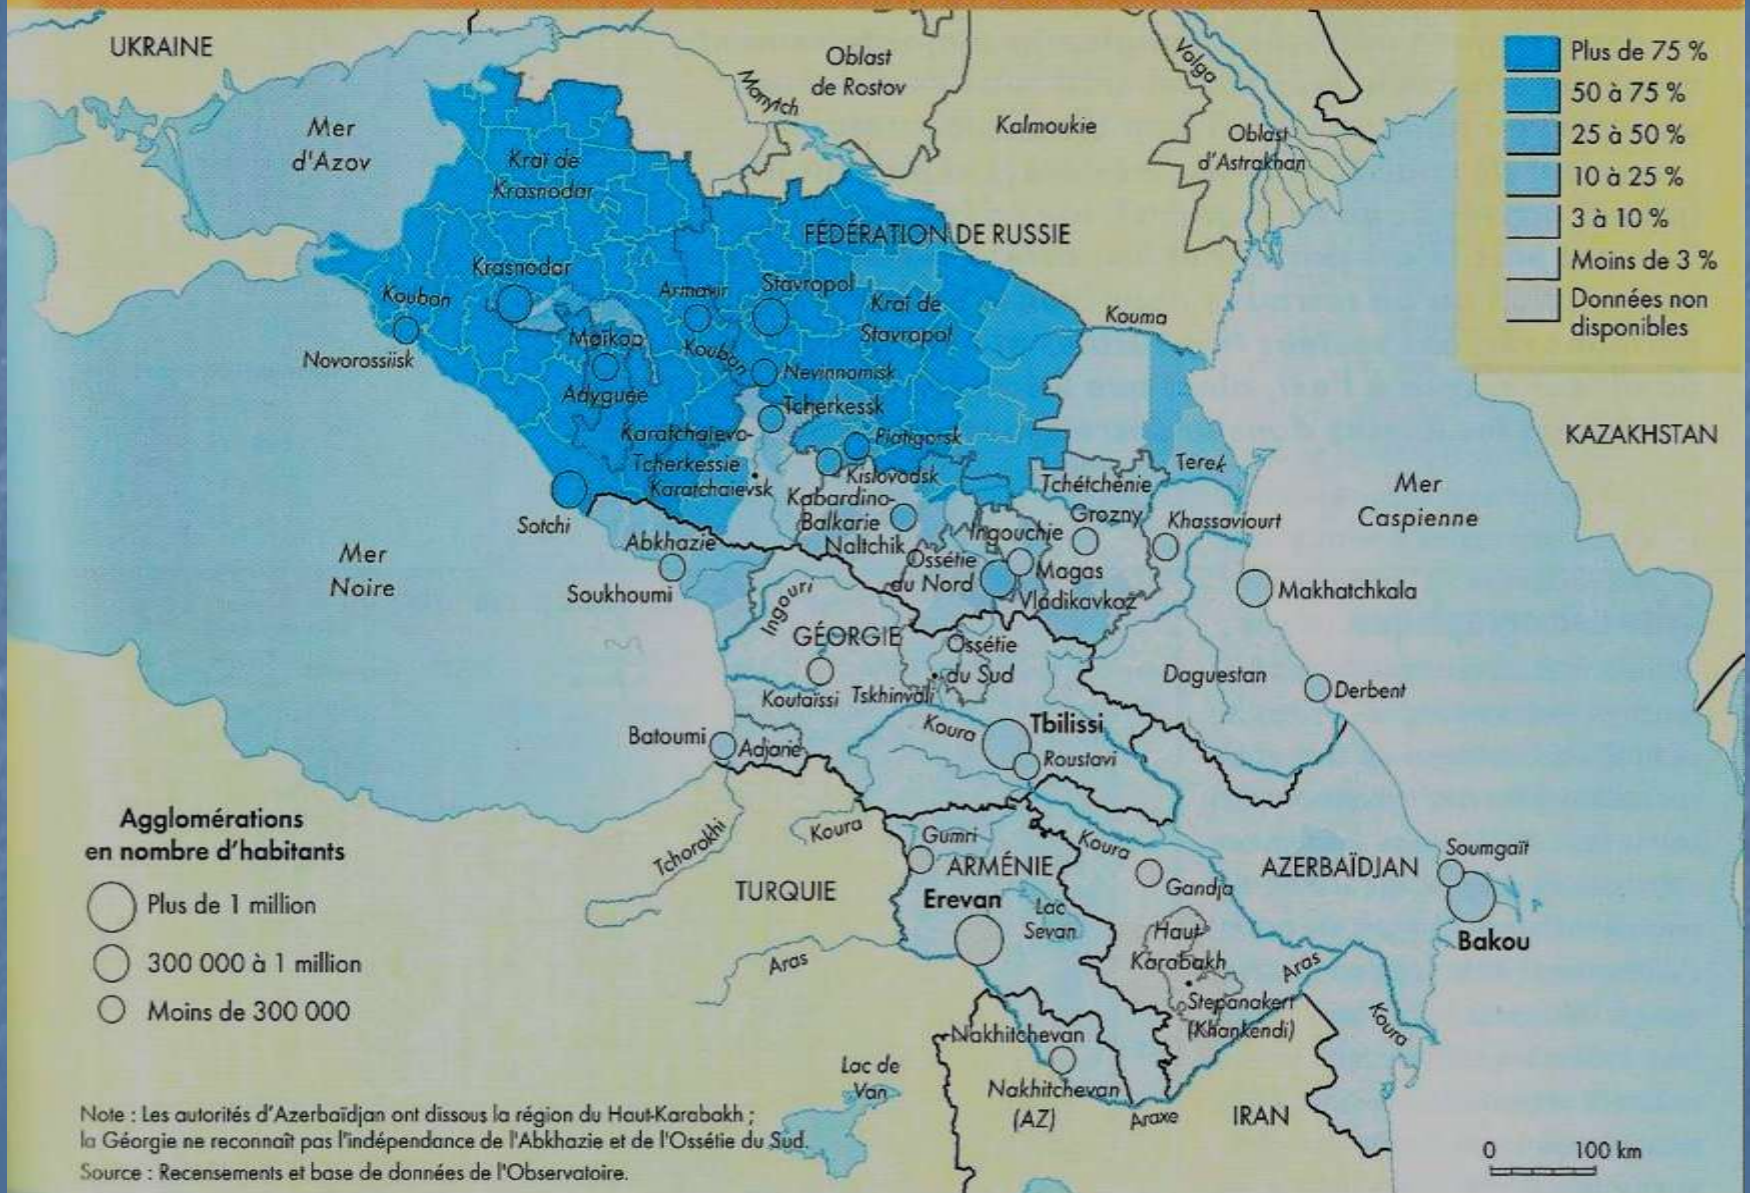 UKRAINE
Oblast
de Rostov
Manytch
Volga
Kalmoukie
Oblast
d'Astrakhan
Mer
d'Azov
Kraï de
Krasnodar
FÉDÉRATION DE RUSSIE
Plus de 75 %
50 à 75 %
25 à 50 %
10 à 25 %
3 à 10 %
Moins de 3 %
Données non
disponibles
Krasnodar
Kouban
Novorossiisk
Armavir
Stavropol
Kraï de
Stavropol
Kouma
Maïkop
Kouban
Nevinnomisk
Adyguée
Tcherkessk
Karatchaïevo-
Tcherkessie
Karatchaïevsk
Piatigorsk
Kislovodsk
KAZAKHSTAN
Terek
Tchétchénie
Mer
Caspienne
Kabardino-
Balkarie
Naltchik
Ingouchie
Grozny
Khassaviourt
Sotchi
Abkhazie
Soukhoumi
Mer
Noire
Ossétie
du Nord
Magas
Vladikavkaz
Makhatchkala
Ingouri
GÉORGIE
Ossétie
du Sud
Daguestan
Derbent
Koutaïssi
Tskhinvali
Batoumi
Adjarie
Koura
Tbilissi
Roustavi
Agglomérations
en nombre d'habitants
Plus de 1 million
300 000 à 1 million
Moins de 300 000
Tchorokhi
Koura
Gumri
ARMÉNIE
Koura
Gandja
AZERBAÏDJAN
Soumgaït
Bakou
TURQUIE
Erevan
Lac
Sevan
Haut
Karabakh
Aras
Aras
Stepanakert
(Khankendi)
Koura
Nakhitchevan
Nakhitchevan
(AZ)
Araxe
IRAN
Lac de
Van
Note : Les autorités d'Azerbaïdjan ont dissous la région du Haut-Karabakh ;
la Géorgie ne reconnaît pas l'indépendance de l'Abkhazie et de l'Ossétie du Sud.
Source : Recensements et base de données de l'Observatoire.
0 100 km